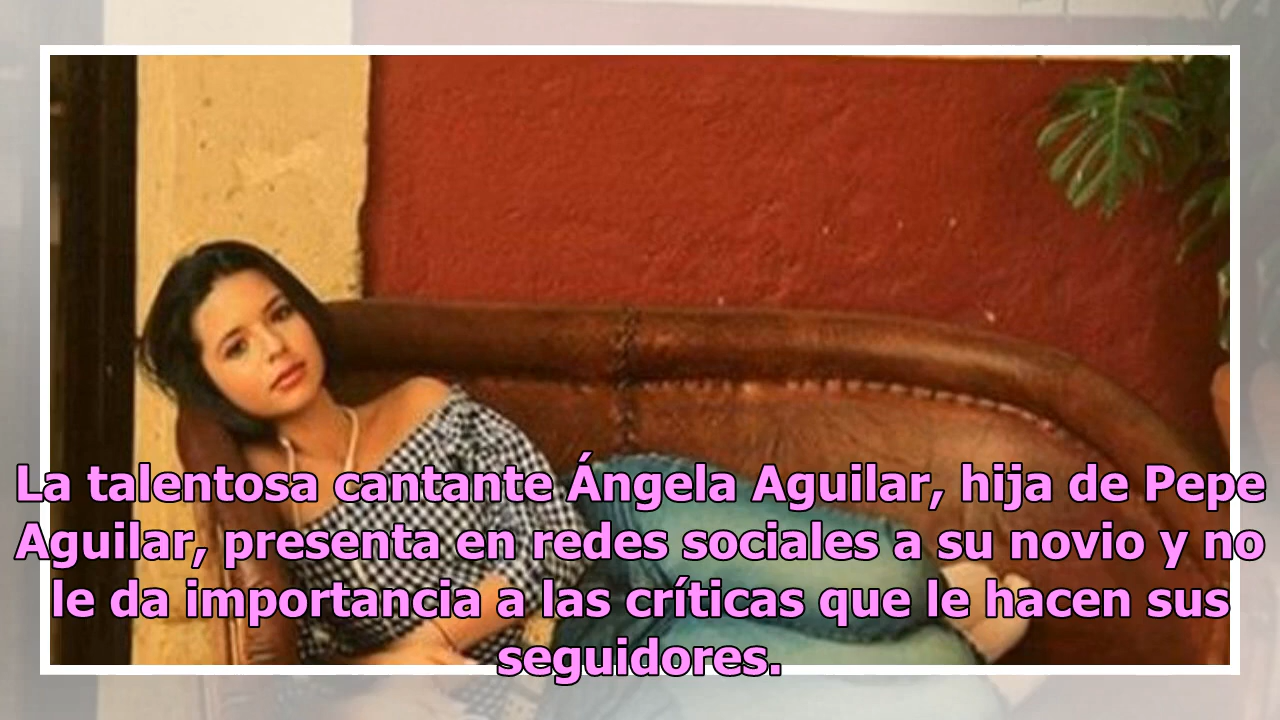 La talentosa cantante Ángela Aguilar, hija de Pepe
Aguilar, presenta en redes sociales a su novio y no
le da importancia a las críticas que le hacen sus
seguidores.